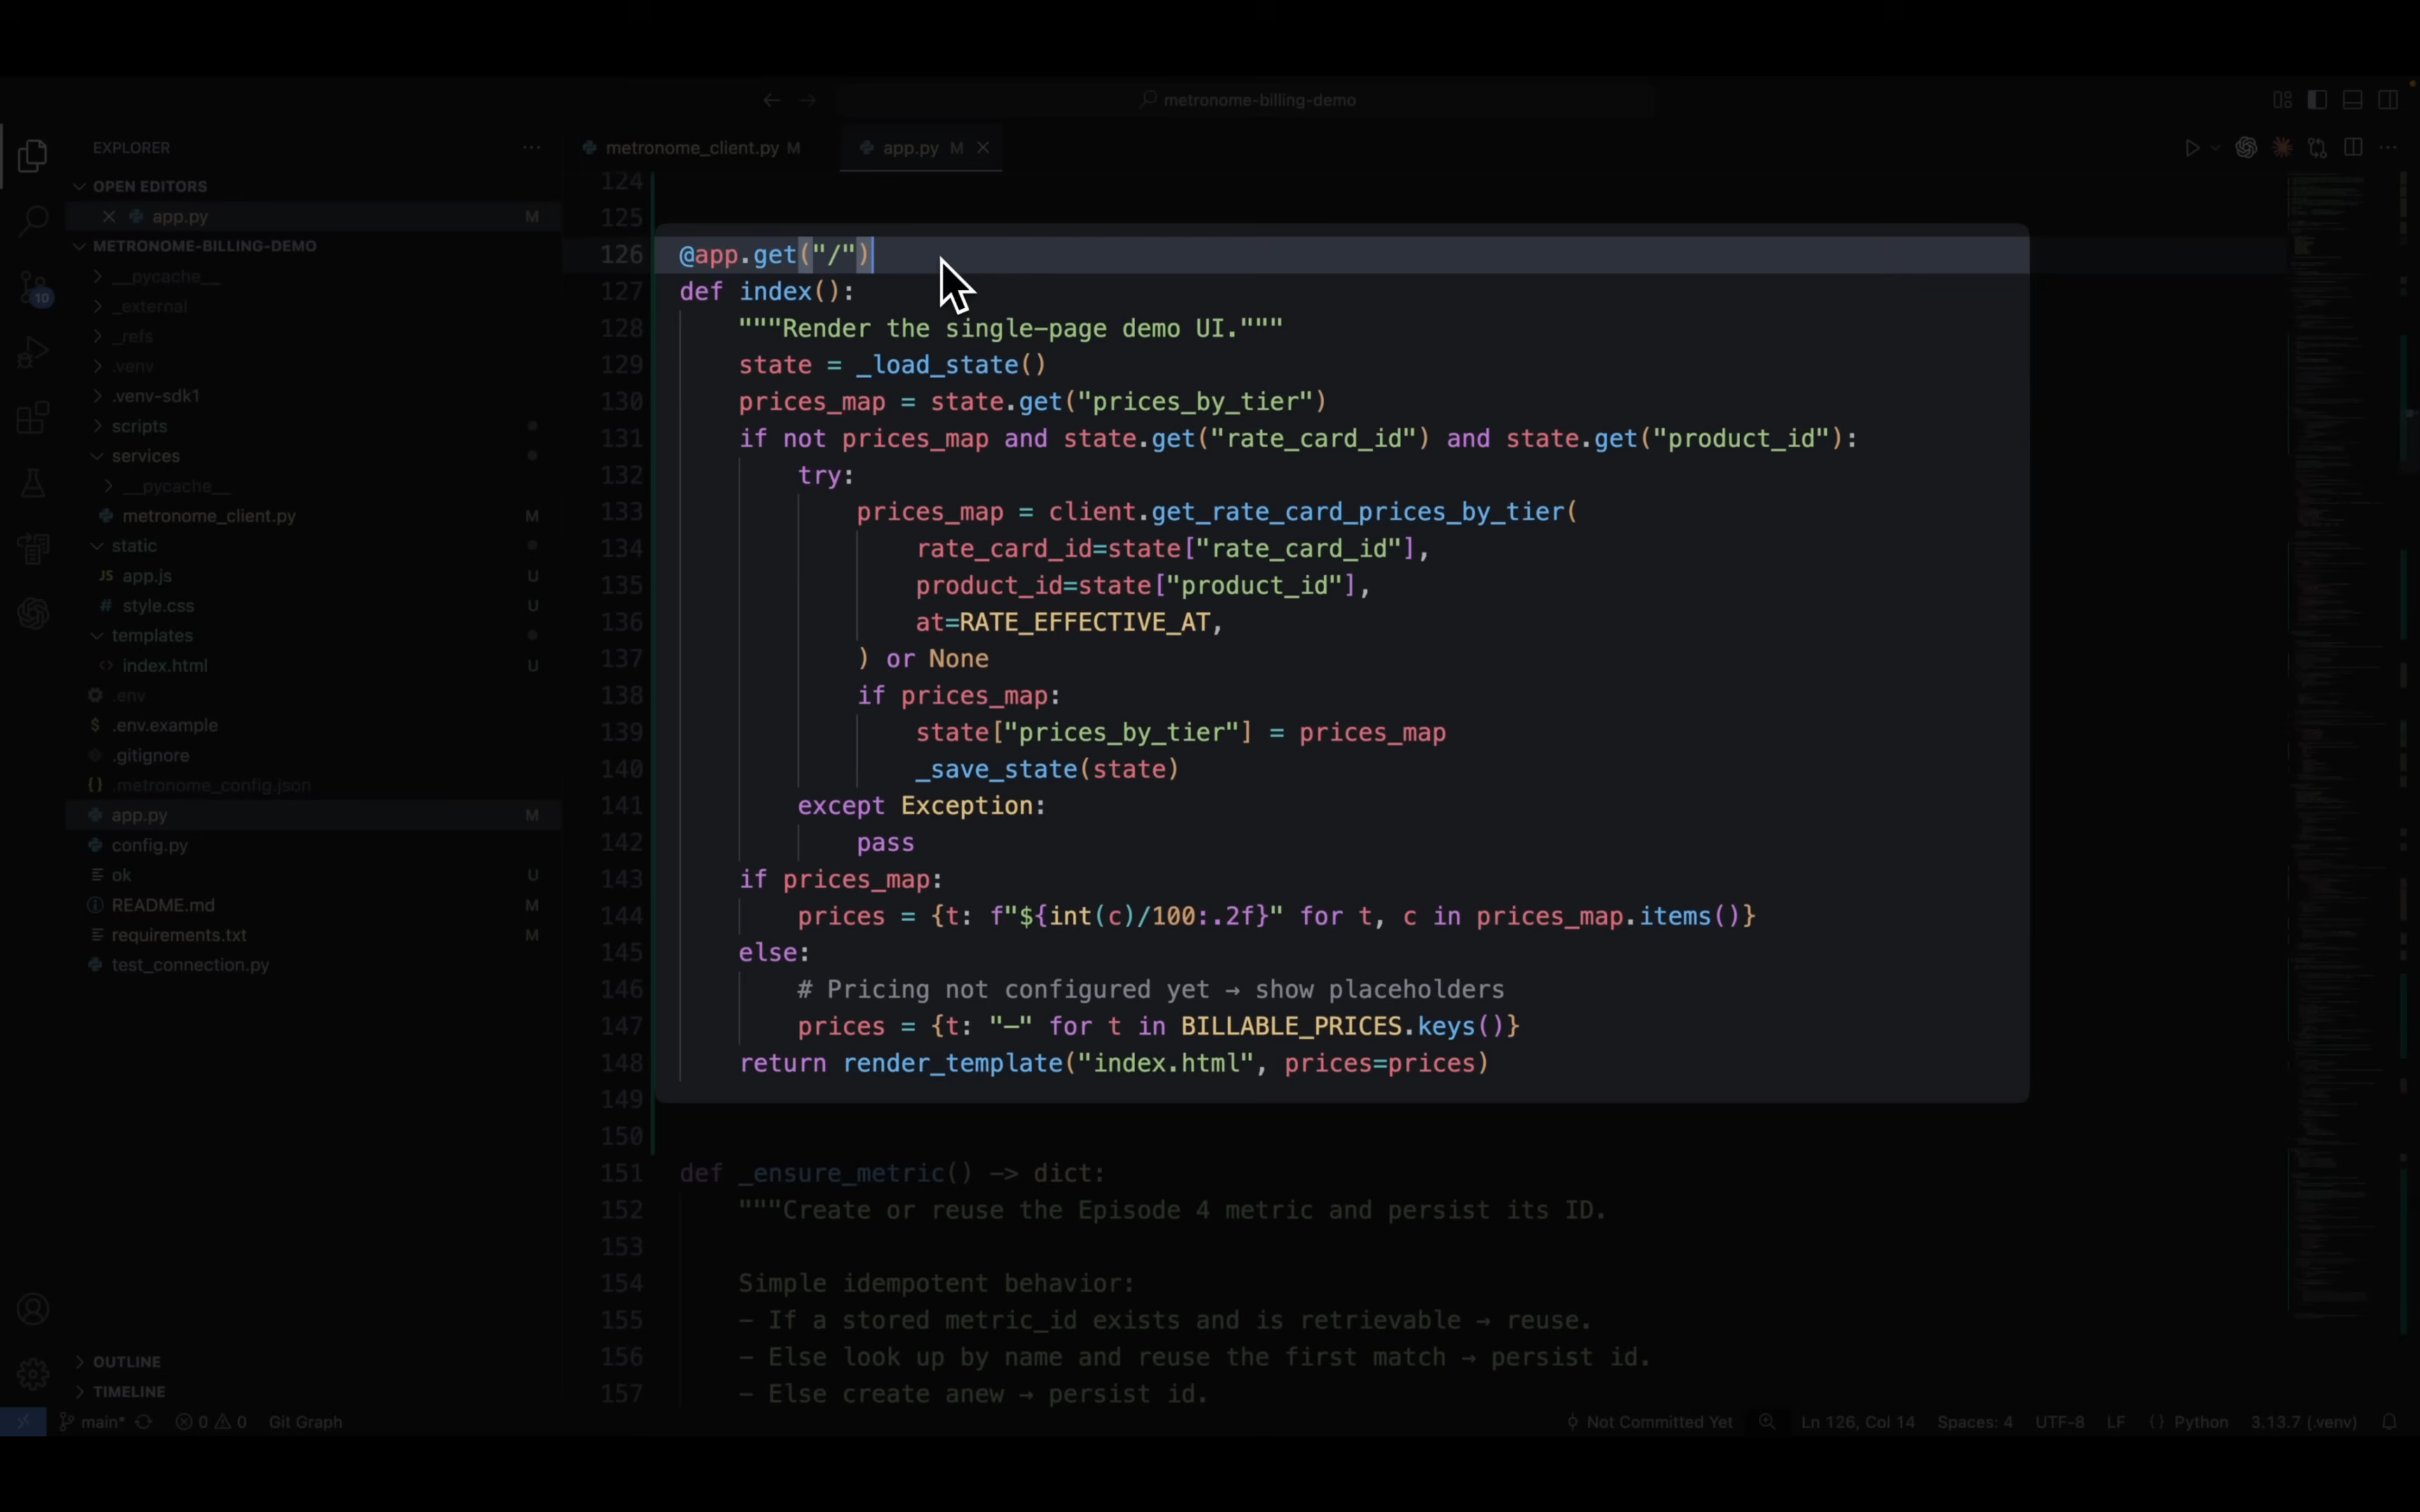 metronome-billing-demo
EXPLORER
metronome_client.py M
app.py M
OPEN EDITORS
app.py M
METRONOME-BILLING-DEMO
__pycache__
_external
_refs
.venv
.venv-sdk1
scripts
services
__pycache__
metronome_client.py M
static
JS app.js U
# style.css U
templates
<> index.html U
.env
$ .env.example
.gitignore
{} .metronome_config.json
app.py M
config.py
ok U
README.md M
requirements.txt M
test_connection.py
OUTLINE
TIMELINE
10
124
125
126 @app.get("/")
127 def index():
128 """Render the single-page demo UI."""
129 state = _load_state()
130 prices_map = state.get("prices_by_tier")
131 if not prices_map and state.get("rate_card_id") and state.get("product_id"):
132 try:
133 prices_map = client.get_rate_card_prices_by_tier(
134 rate_card_id=state["rate_card_id"],
135 product_id=state["product_id"],
136 at=RATE_EFFECTIVE_AT,
137 ) or None
138 if prices_map:
139 state["prices_by_tier"] = prices_map
140 _save_state(state)
141 except Exception:
142 pass
143 if prices_map:
144 prices = {t: f"${int(c)/100:.2f}" for t, c in prices_map.items()}
145 else:
146 # Pricing not configured yet → show placeholders
147 prices = {t: "—" for t in BILLABLE_PRICES.keys()}
148 return render_template("index.html", prices=prices)
149
150
151 def _ensure_metric() -> dict:
152 """Create or reuse the Episode 4 metric and persist its ID.
153
154 Simple idempotent behavior:
155 - If a stored metric_id exists and is retrievable → reuse.
156 - Else look up by name and reuse the first match → persist id.
157 - Else create anew → persist id.
main* 0 0 Git Graph
Not Committed Yet Ln 126, Col 14 Spaces: 4 UTF-8 LF {} Python 3.13.7 (.venv)